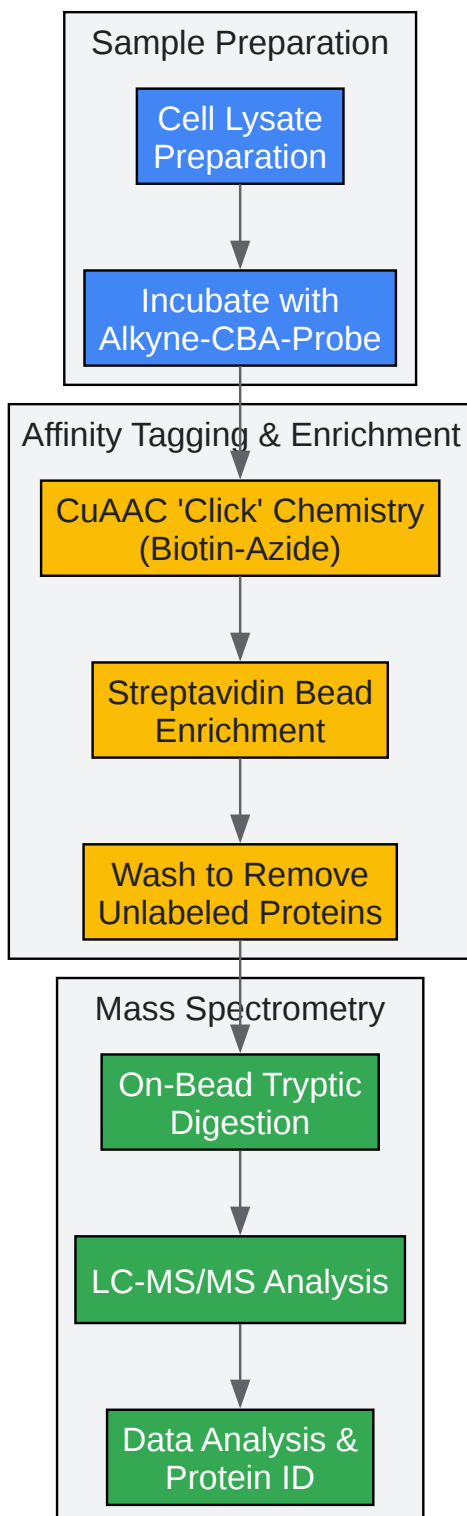 Sample Preparation
Cell Lysate
Preparation
Incubate with
Alkyne-CBA-Probe
Affinity Tagging & Enrichment
CuAAC 'Click' Chemistry
(Biotin-Azide)
Streptavidin Bead
Enrichment
Wash to Remove
Unlabeled Proteins
Mass Spectrometry
On-Bead Tryptic
Digestion
LC-MS/MS Analysis
Data Analysis &
Protein ID